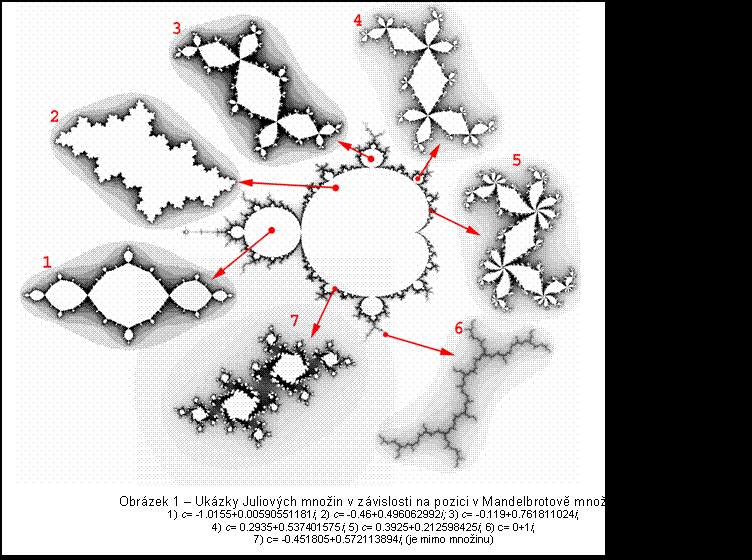 3
4
2
5
1
7
6
Obrázek 1 – Ukázky Juliových množin v závislosti na pozici v Mandelbrotově množ
1) c= -1.0155+0.00590551181i; 2) c= -0.46+0.496062992i; 3) c= -0.119+0.761811024i;
4) c= 0.2935+0.537401575i; 5) c= 0.3925+0.212598425i; 6) c= 0+1i;
7) c= -0.451805+0.572113894i; (je mimo množinu)